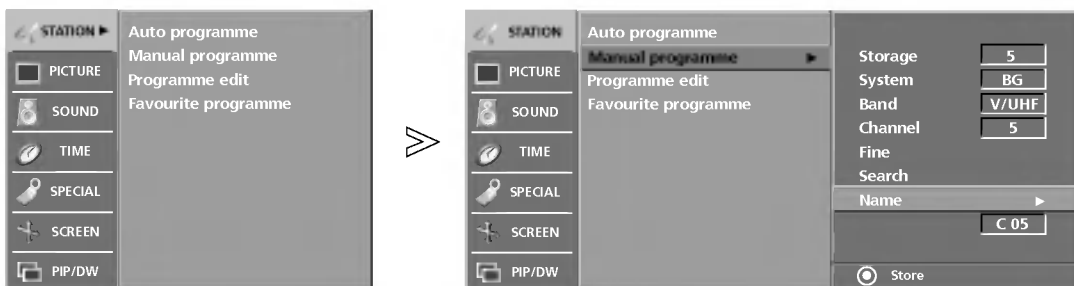 STATION
PICTURE
SOUND
TIME
SPECIAL
SCREEN
PIP/DW
Auto programme
Manual programme
Programme edit
Favourite programme
STATION
PICTURE
SOUND
TIME
SPECIAL
SCREEN
PIP/DW
Auto programme
Manual programme
Programme edit
Favourite programme
Storage 5
System BG
Band V/UHF
Channel 5
Fine
Search
Name
C 05
Store